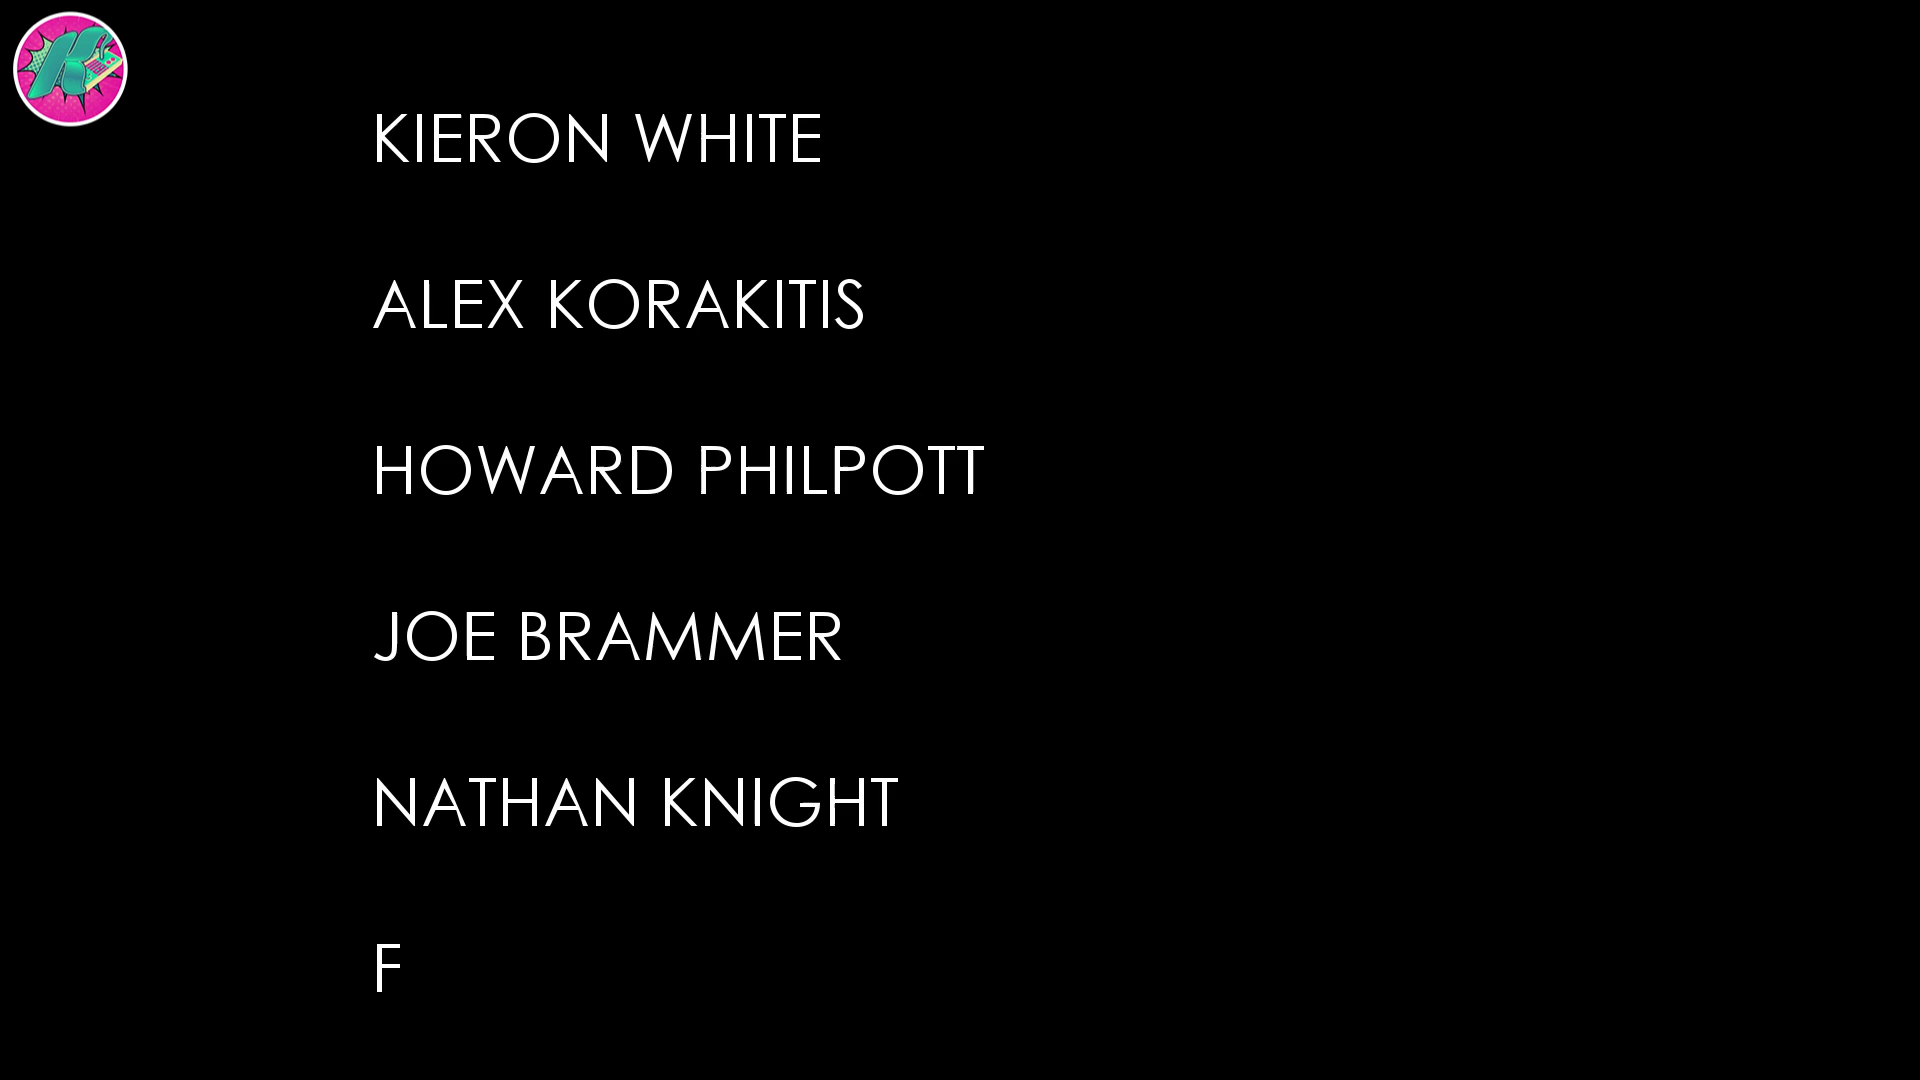 KIERON WHITE
ALEX KORAKITIS
HOWARD PHILPOTT
JOE BRAMMER
NATHAN KNIGHT
F